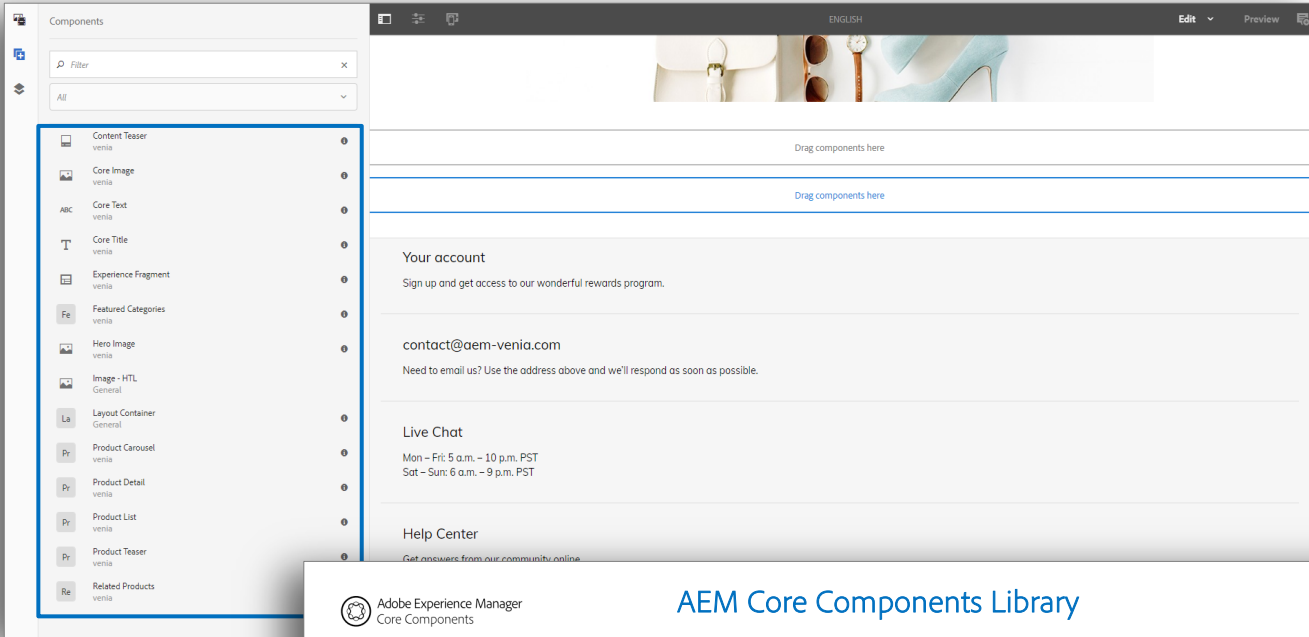 Components
Filter
All
Content Teaser
venia
Core Image
venia
ABC
Core Text
venia
T
Core Title
venia
Experience Fragment
venia
Fe
Featured Categories
venia
Hero Image
venia
Image - HTL
General
La
Layout Container
General
Pr
Product Carousel
venia
Pr
Product Detail
venia
Pr
Product List
venia
Pr
Product Teaser
venia
Re
Related Products
venia
ENGLISH
Edit
Preview
Drag components here
Drag components here
Your account
Sign up and get access to our wonderful rewards program.
contact@aem-venia.com
Need to email us? Use the address above and we'll respond as soon as possible.
Live Chat
Mon – Fri: 5 a.m. – 10 p.m. PST
Sat – Sun: 6 a.m. – 9 p.m. PST
Help Center
Get answers from our community online
Adobe Experience Manager
Core Components
AEM Core Components Library